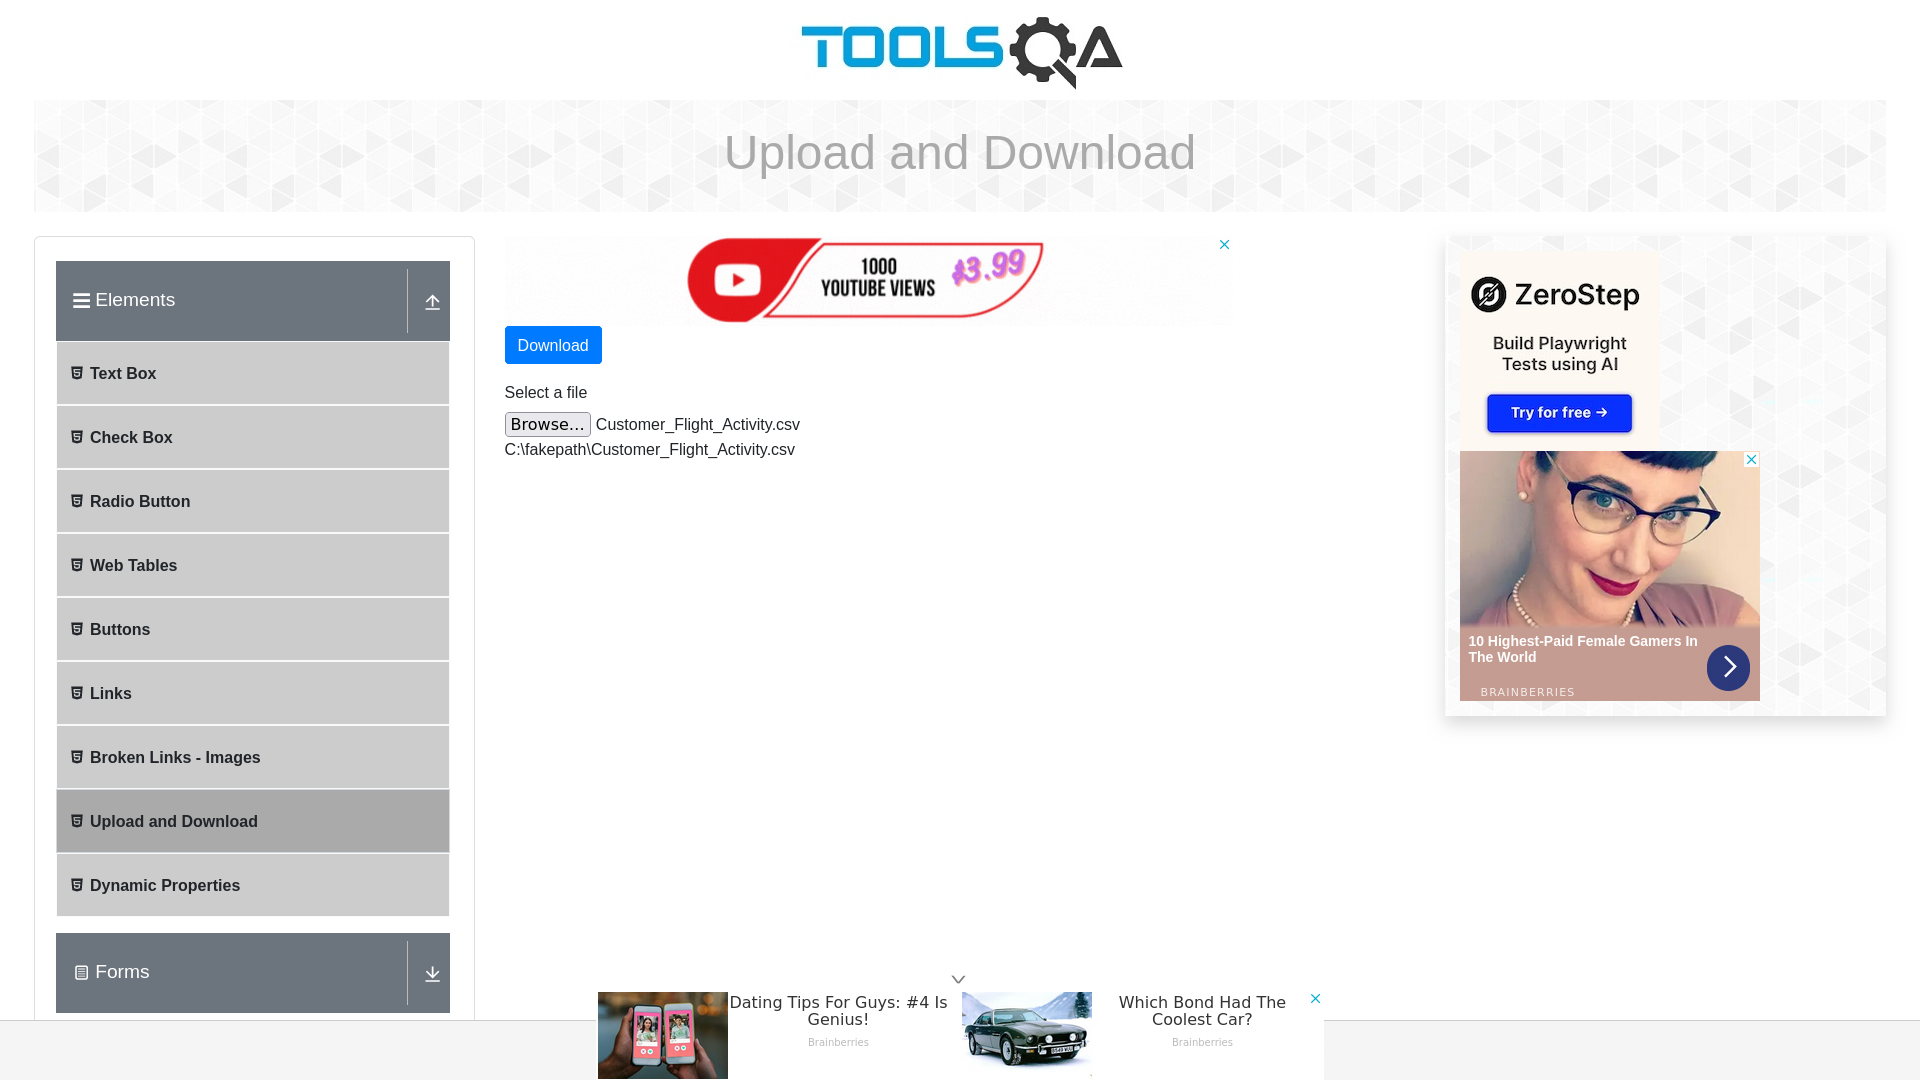 TOOLSQA
Upload and Download
Elements
Text Box
Check Box
Radio Button
Web Tables
Buttons
Links
Broken Links - Images
Upload and Download
Dynamic Properties
Forms
1000
YOUTUBE VIEWS
$3.99
Download
Select a file
Browse... Customer_Flight_Activity.csv
C:\fakepath\Customer_Flight_Activity.csv
ZeroStep
Build Playwright
Tests using AI
Try for free →
10 Highest-Paid Female Gamers In
The World
BRAINBERRIES
Dating Tips For Guys: #4 Is
Genius!
Brainberries
Which Bond Had The
Coolest Car?
Brainberries